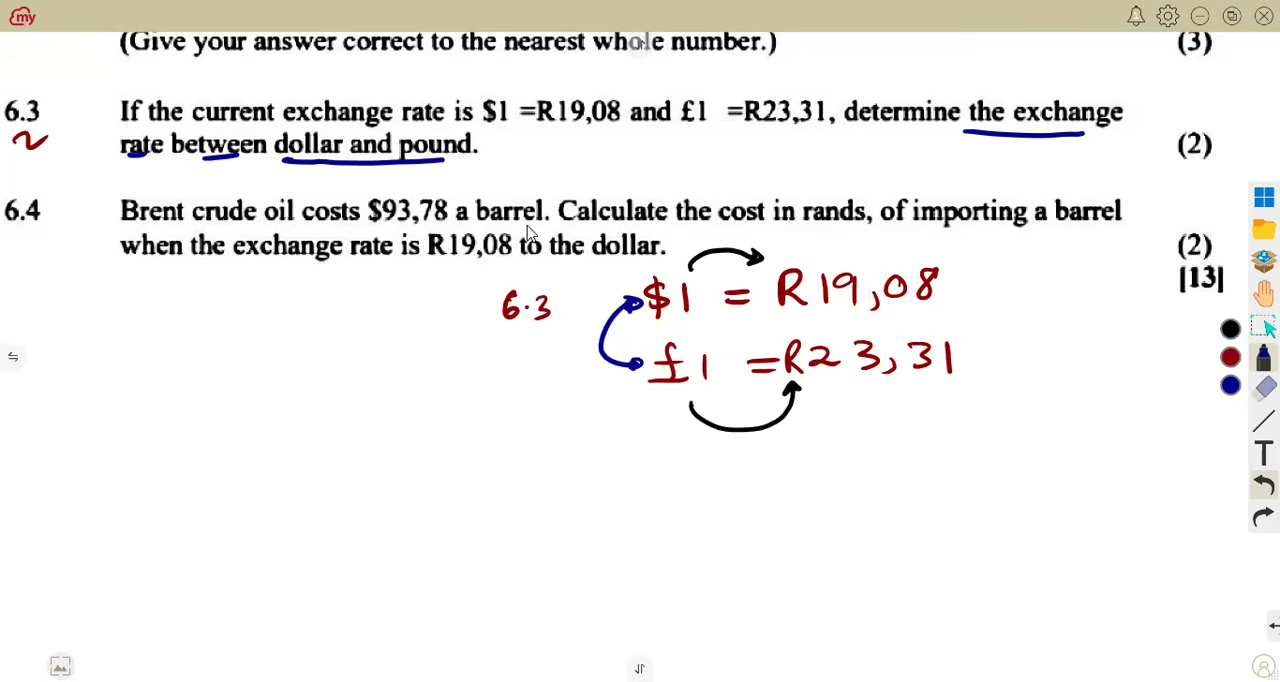 my
(Give your answer correct to the nearest whole number.) (3)
6.3 If the current exchange rate is $1 =R19,08 and £1 =R23,31, determine the exchange
rate between dollar and pound. (2)
6.4 Brent crude oil costs $93,78 a barrel. Calculate the cost in rands, of importing a barrel
when the exchange rate is R19,08 to the dollar. (2)
[13]
6.3 $1 = R19,08
£1 = R23,31